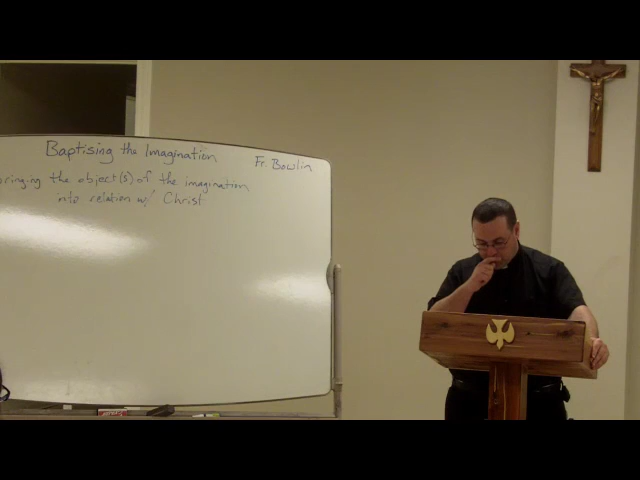 Baptising the Imagination
Fr. Bowlin
bringing the object(s) of the imagination
into relation w/ Christ